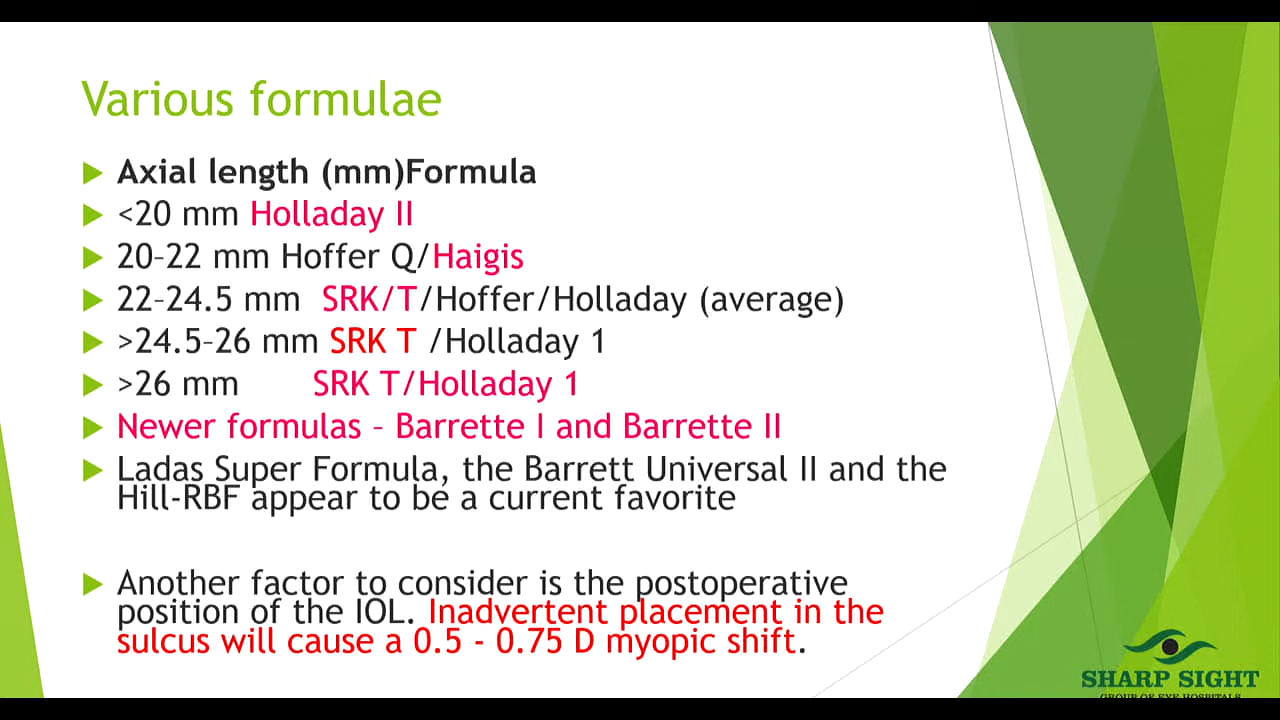 Various formulae
Axial length (mm)Formula
<20 mm Holladay II
20–22 mm Hoffer Q/Haigis
22–24.5 mm SRK/T/Hoffer/Holladay (average)
>24.5–26 mm SRK T /Holladay 1
>26 mm SRK T/Holladay 1
Newer formulas – Barrette I and Barrette II
Ladas Super Formula, the Barrett Universal II and the
Hill-RBF appear to be a current favorite
Another factor to consider is the postoperative
position of the IOL. Inadvertent placement in the
sulcus will cause a 0.5 - 0.75 D myopic shift.
SHARP SIGHT
GROUP OF EYE HOSPITALS